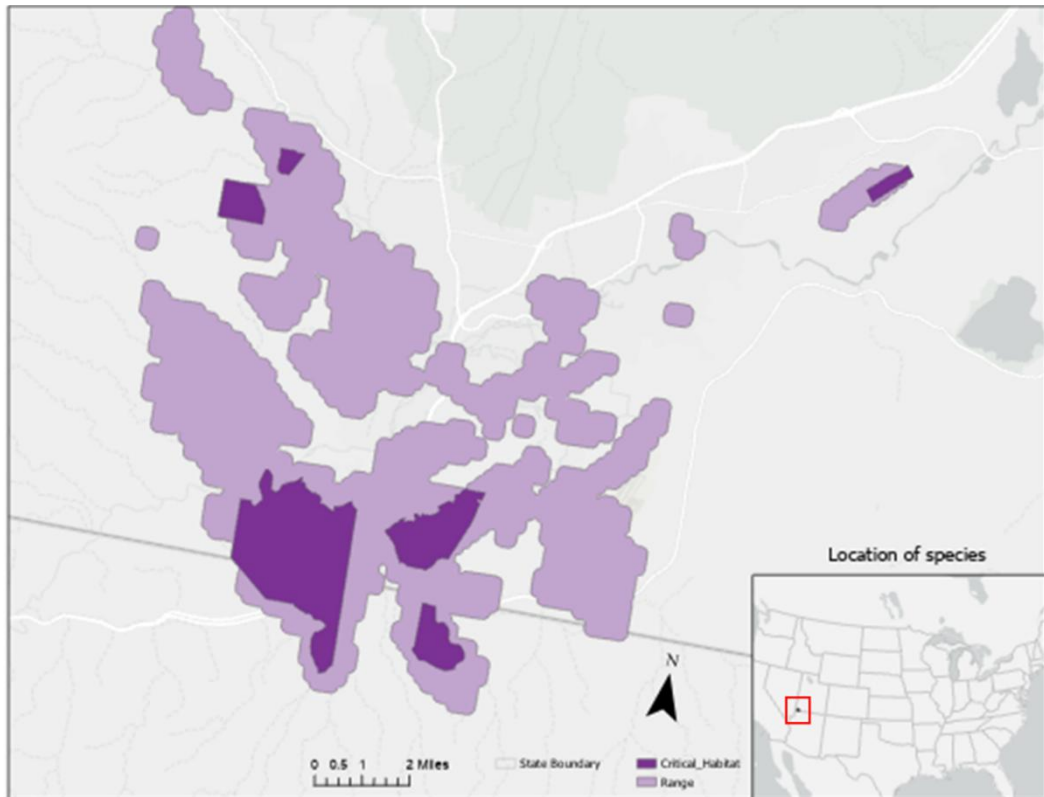 Location of species
N
0 0.5 1 2 Miles
State Boundary
Critical_Habitat
Range